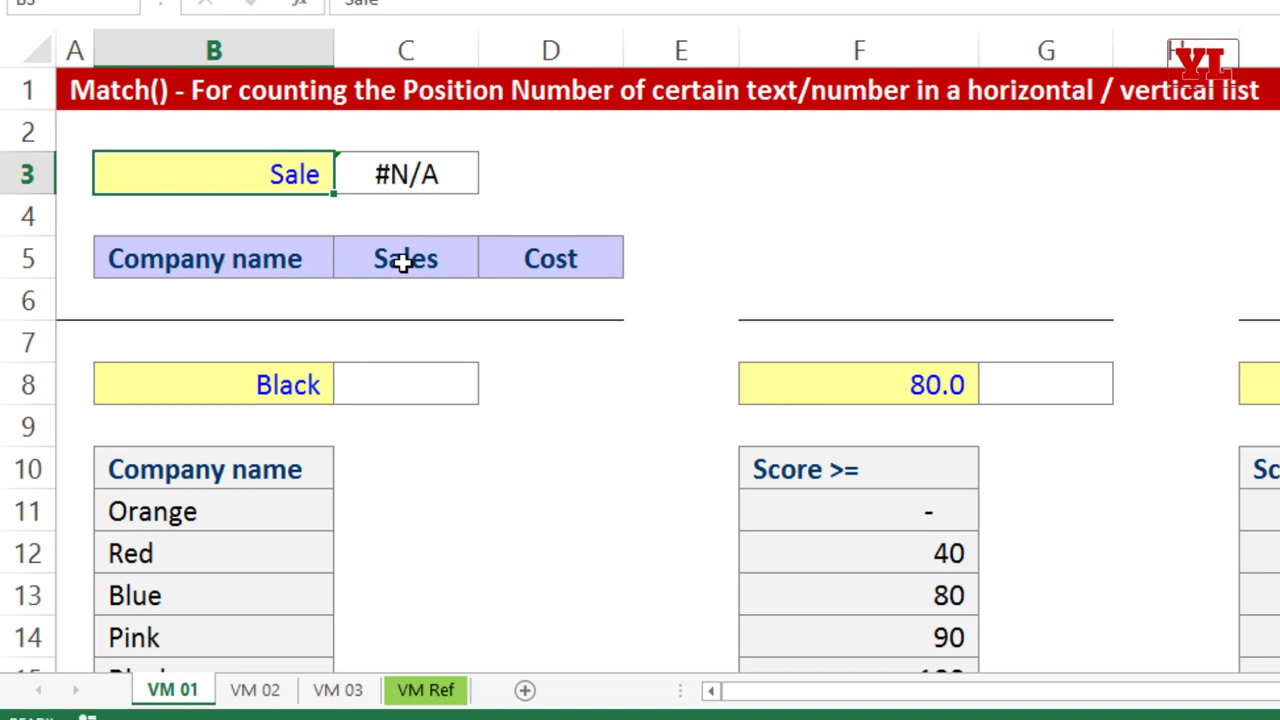 A B C D E F G
YL
1 Match() - For counting the Position Number of certain text/number in a horizontal / vertical list
2
3 Sale #N/A
4
5 Company name Sales Cost
6
7
8 Black 80.0
9
10 Company name Score >=
11 Orange -
12 Red 40
13 Blue 80
14 Pink 90
VM 01 VM 02 VM 03 VM Ref